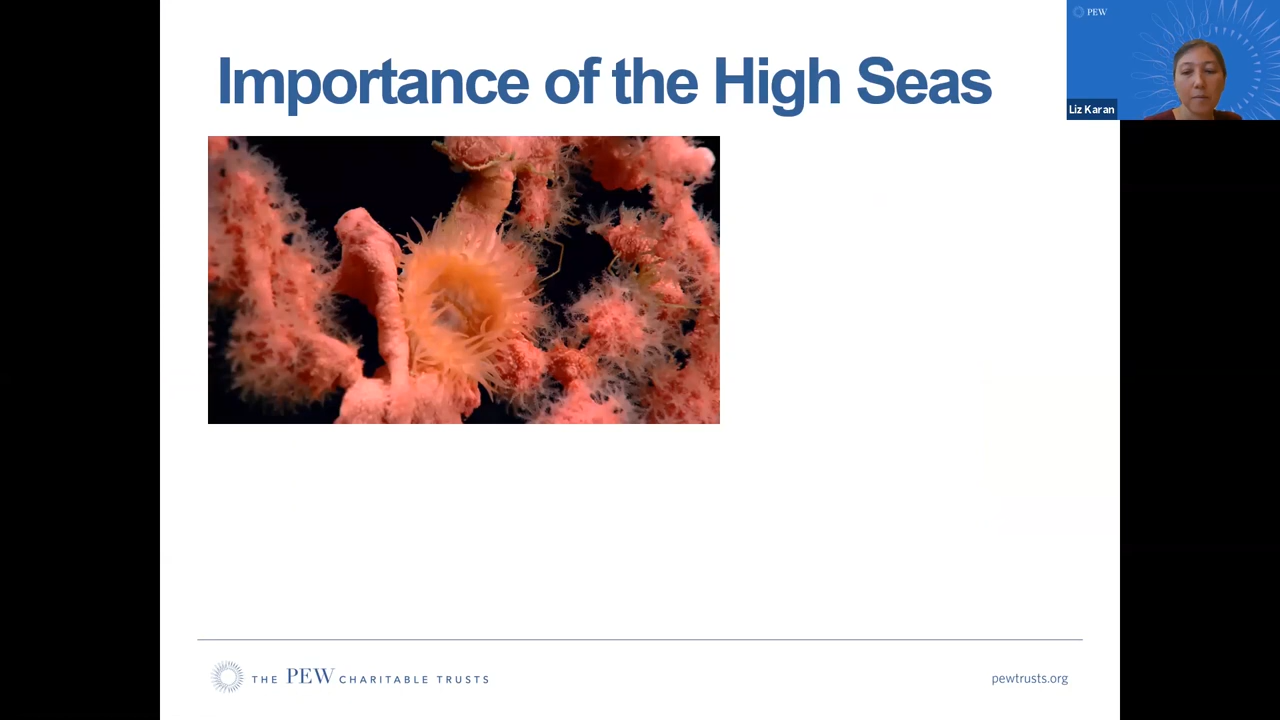 Importance of the High Seas
PEW
Liz Karan
THE PEW CHARITABLE TRUSTS
pewtrusts.org